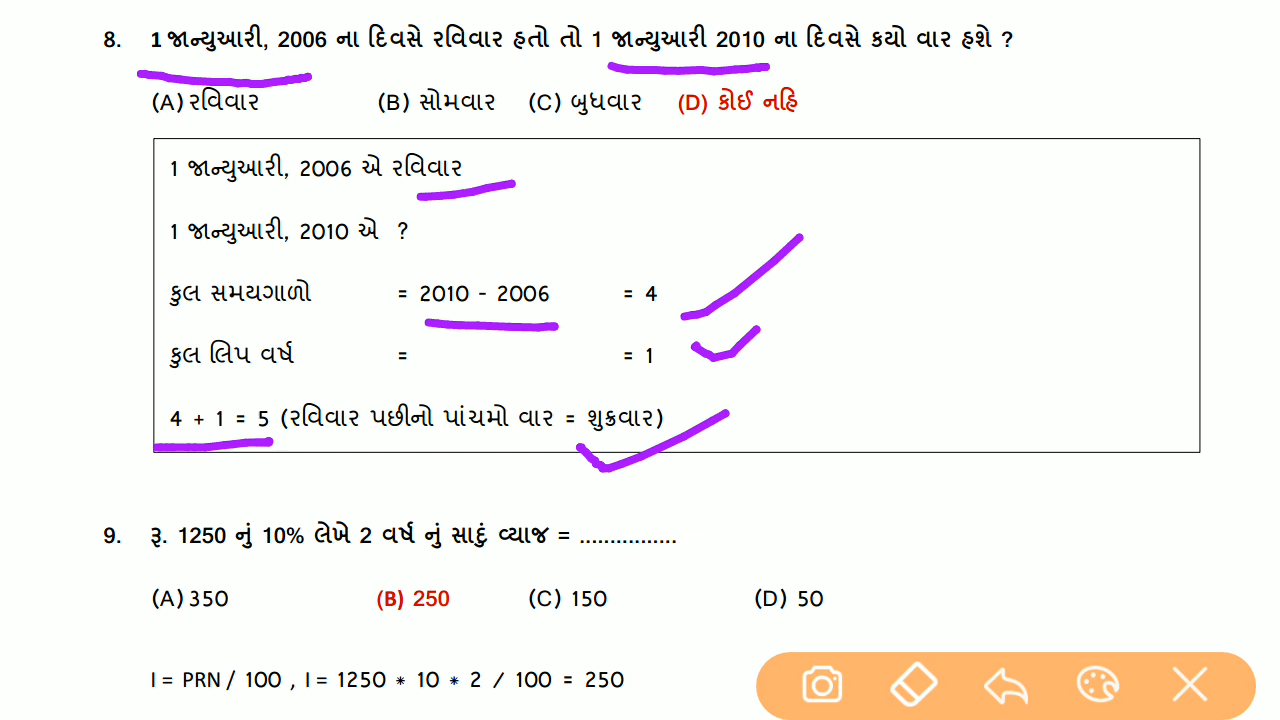 8. 1 જાન્યુઆરી, 2006 ના દિવસે રવિવાર હતો તો 1 જાન્યુઆરી 2010 ના દિવસે કયો વાર હશે ?
(A) રવિવાર (B) સોમવાર (C) બુધવાર (D) કોઈ નહિ
1 જાન્યુઆરી, 2006 એ રવિવાર
1 જાન્યુઆરી, 2010 એ ?
કુલ સમયગાળો = 2010 - 2006 = 4
કુલ લિપ વર્ષ = = 1
4 + 1 = 5 (રવિવાર પછીનો પાંચમો વાર = શુક્રવાર)
9. રૂ. 1250 નું 10% લેખે 2 વર્ષ નું સાદું વ્યાજ = ................
(A) 350 (B) 250 (C) 150 (D) 50
I = PRN / 100 , I = 1250 * 10 * 2 / 100 = 250